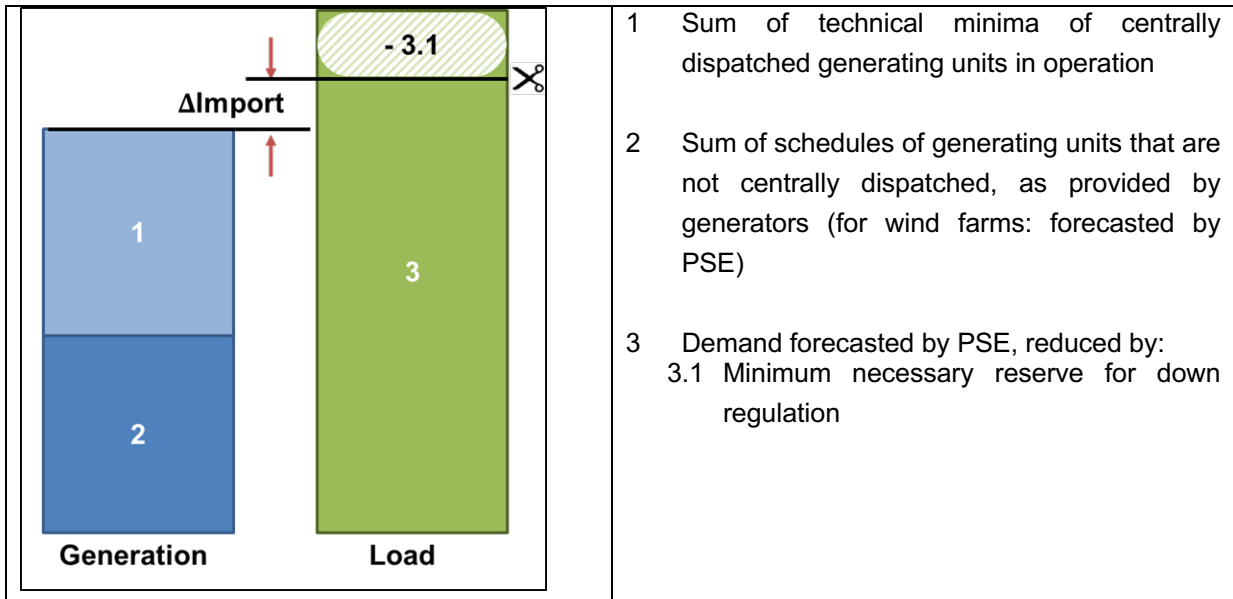 - 3.1
ΔImport
1
3
2
Generation
Load
1 Sum of technical minima of centrally
dispatched generating units in operation
2 Sum of schedules of generating units that are
not centrally dispatched, as provided by
generators (for wind farms: forecasted by
PSE)
3 Demand forecasted by PSE, reduced by:
3.1 Minimum necessary reserve for down
regulation